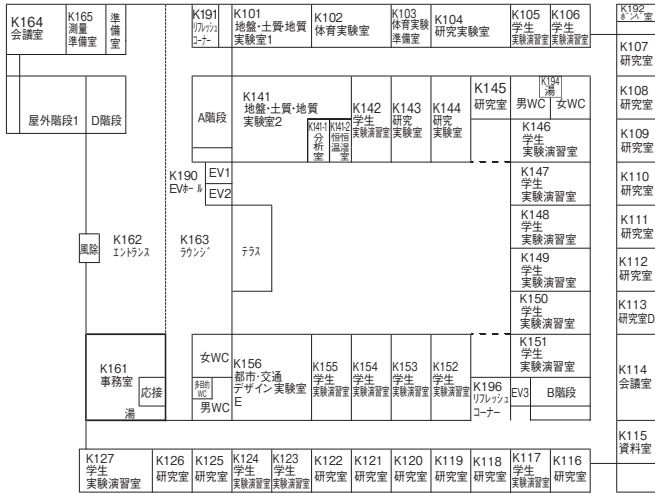 K164
会議室
K165
測量
準備室
準
備
室
K191
ﾘﾌﾚｯｼｭ
ｺｰﾅｰ
K101
地盤・土質・地質
実験室1
K102
体育実験室
K103
体育実験
準備室
K104
研究実験室
K105
学生
実験演習室
K106
学生
実験演習室
K192
ﾎﾞﾝﾍﾞ室
K107
研究室
K108
研究室
K109
研究室
K110
研究室
K111
研究室
K112
研究室
K113
研究室D
K114
会議室
K115
資料室
屋外階段1
D階段
A階段
K141
地盤・土質・地質
実験室2
K141-1
分
析
室
K141-2
恒恒
温湿
室
K142
学生
実験演習室
K143
研究
実験室
K144
研究
実験室
K145
研究室
K194
湯
男WC
女WC
K146
学生
実験演習室
K147
学生
実験演習室
K148
学生
実験演習室
K149
学生
実験演習室
K150
学生
実験演習室
K151
学生
実験演習室
K190
EVﾎｰﾙ
EV1
EV2
風除
K162
ｴﾝﾄﾗﾝｽ
K163
ﾗｳﾝｼﾞ
ﾃﾗｽ
K161
事務室
応接
湯
女WC
多目的
WC
男WC
K156
都市・交通
デザイン実験室
E
K155
学生
実験演習室
K154
学生
実験演習室
K153
学生
実験演習室
K152
学生
実験演習室
K196
ﾘﾌﾚｯｼｭ
ｺｰﾅｰ
EV3
B階段
K127
学生
実験演習室
K126
研究室
K125
研究室
K124
学生
実験演習室
K123
学生
実験演習室
K122
研究室
K121
研究室
K120
研究室
K119
研究室
K118
研究室
K117
学生
実験演習室
K116
研究室